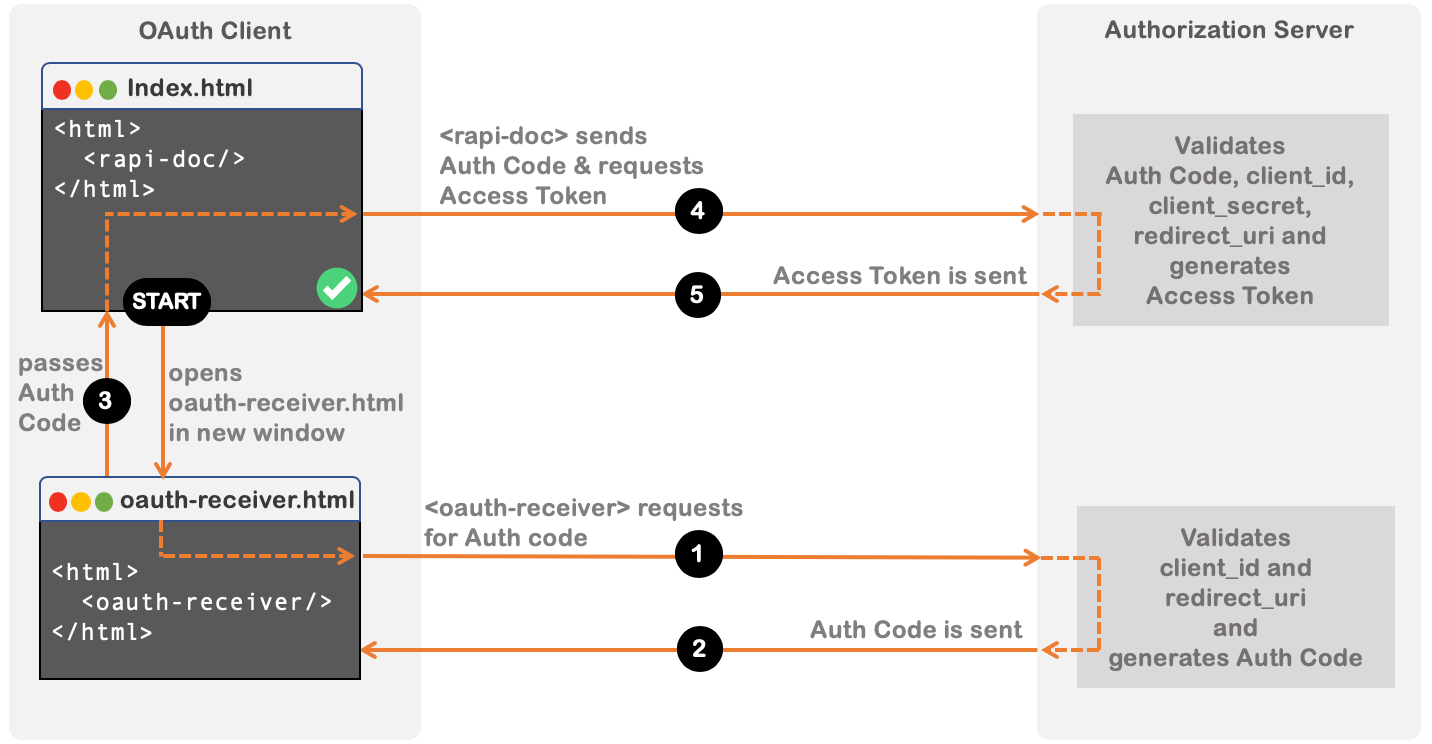 OAuth Client
Index.html
<html>
<rapi-doc/>
</html>
START
<rapi-doc> sends
Auth Code & requests
Access Token
4
5
Access Token is sent
Authorization Server
Validates
Auth Code, client_id,
client_secret,
redirect_uri and
generates
Access Token
passes
Auth
Code
3
opens
oauth-receiver.html
in new window
oauth-receiver.html
<html>
<oauth-receiver/>
</html>
<oauth-receiver> requests
for Auth code
1
2
Auth Code is sent
Validates
client_id and
redirect_uri
and
generates Auth Code